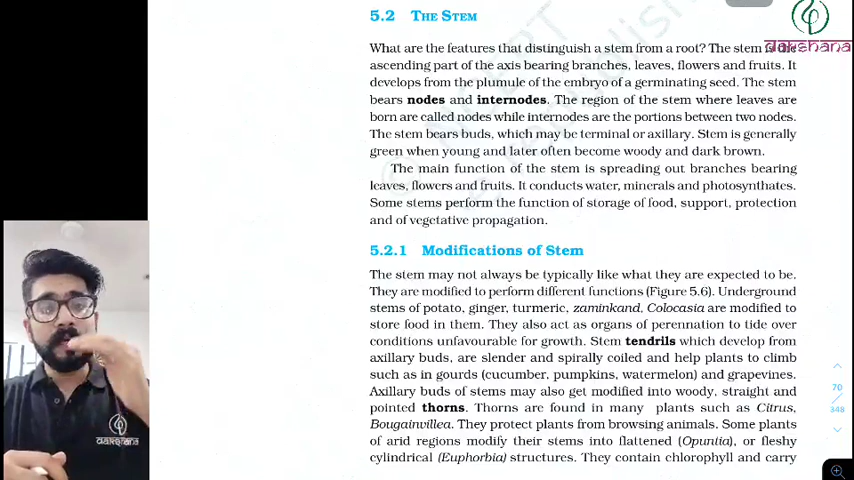 5.2 THE STEM
What are the features that distinguish a stem from a root? The stem is the
ascending part of the axis bearing branches, leaves, flowers and fruits. It
develops from the plumule of the embryo of a germinating seed. The stem
bears nodes and internodes. The region of the stem where leaves are
born are called nodes while internodes are the portions between two nodes.
The stem bears buds, which may be terminal or axillary. Stem is generally
green when young and later often become woody and dark brown.
The main function of the stem is spreading out branches bearing
leaves, flowers and fruits. It conducts water, minerals and photosynthates.
Some stems perform the function of storage of food, support, protection
and of vegetative propagation.
5.2.1 Modifications of Stem
The stem may not always be typically like what they are expected to be.
They are modified to perform different functions (Figure 5.6). Underground
stems of potato, ginger, turmeric, zaminkand, Colocasia are modified to
store food in them. They also act as organs of perennation to tide over
conditions unfavourable for growth. Stem tendrils which develop from
axillary buds, are slender and spirally coiled and help plants to climb
such as in gourds (cucumber, pumpkins, watermelon) and grapevines.
Axillary buds of stems may also get modified into woody, straight and
pointed thorns. Thorns are found in many plants such as Citrus,
Bougainvillea. They protect plants from browsing animals. Some plants
of arid regions modify their stems into flattened (Opuntia), or fleshy
cylindrical (Euphorbia) structures. They contain chlorophyll and carry
dakshana
dakshana
70
348